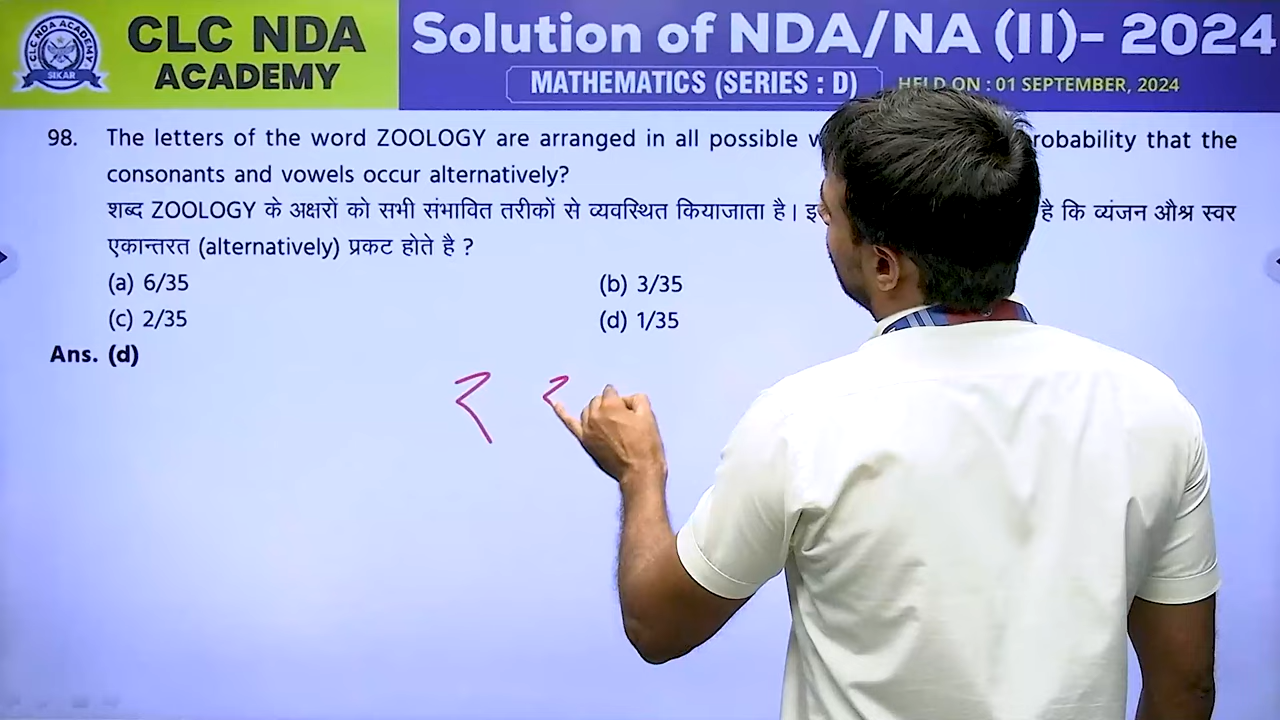 CLC NDA ACADEMY
SIKAR
CLC NDA
ACADEMY
Solution of NDA/NA (II)- 2024
MATHEMATICS (SERIES : D)
HELD ON : 01 SEPTEMBER, 2024
98. The letters of the word ZOOLOGY are arranged in all possible that the
consonants and vowels occur alternatively?
शब्द ZOOLOGY के अक्षरों को सभी संभावित तरीकों से व्यवस्थित कियाजाता है। है कि व्यंजन औश्र स्वर
एकान्तरत (alternatively) प्रकट होते है ?
(a) 6/35
(b) 3/35
(c) 2/35
(d) 1/35
Ans. (d)